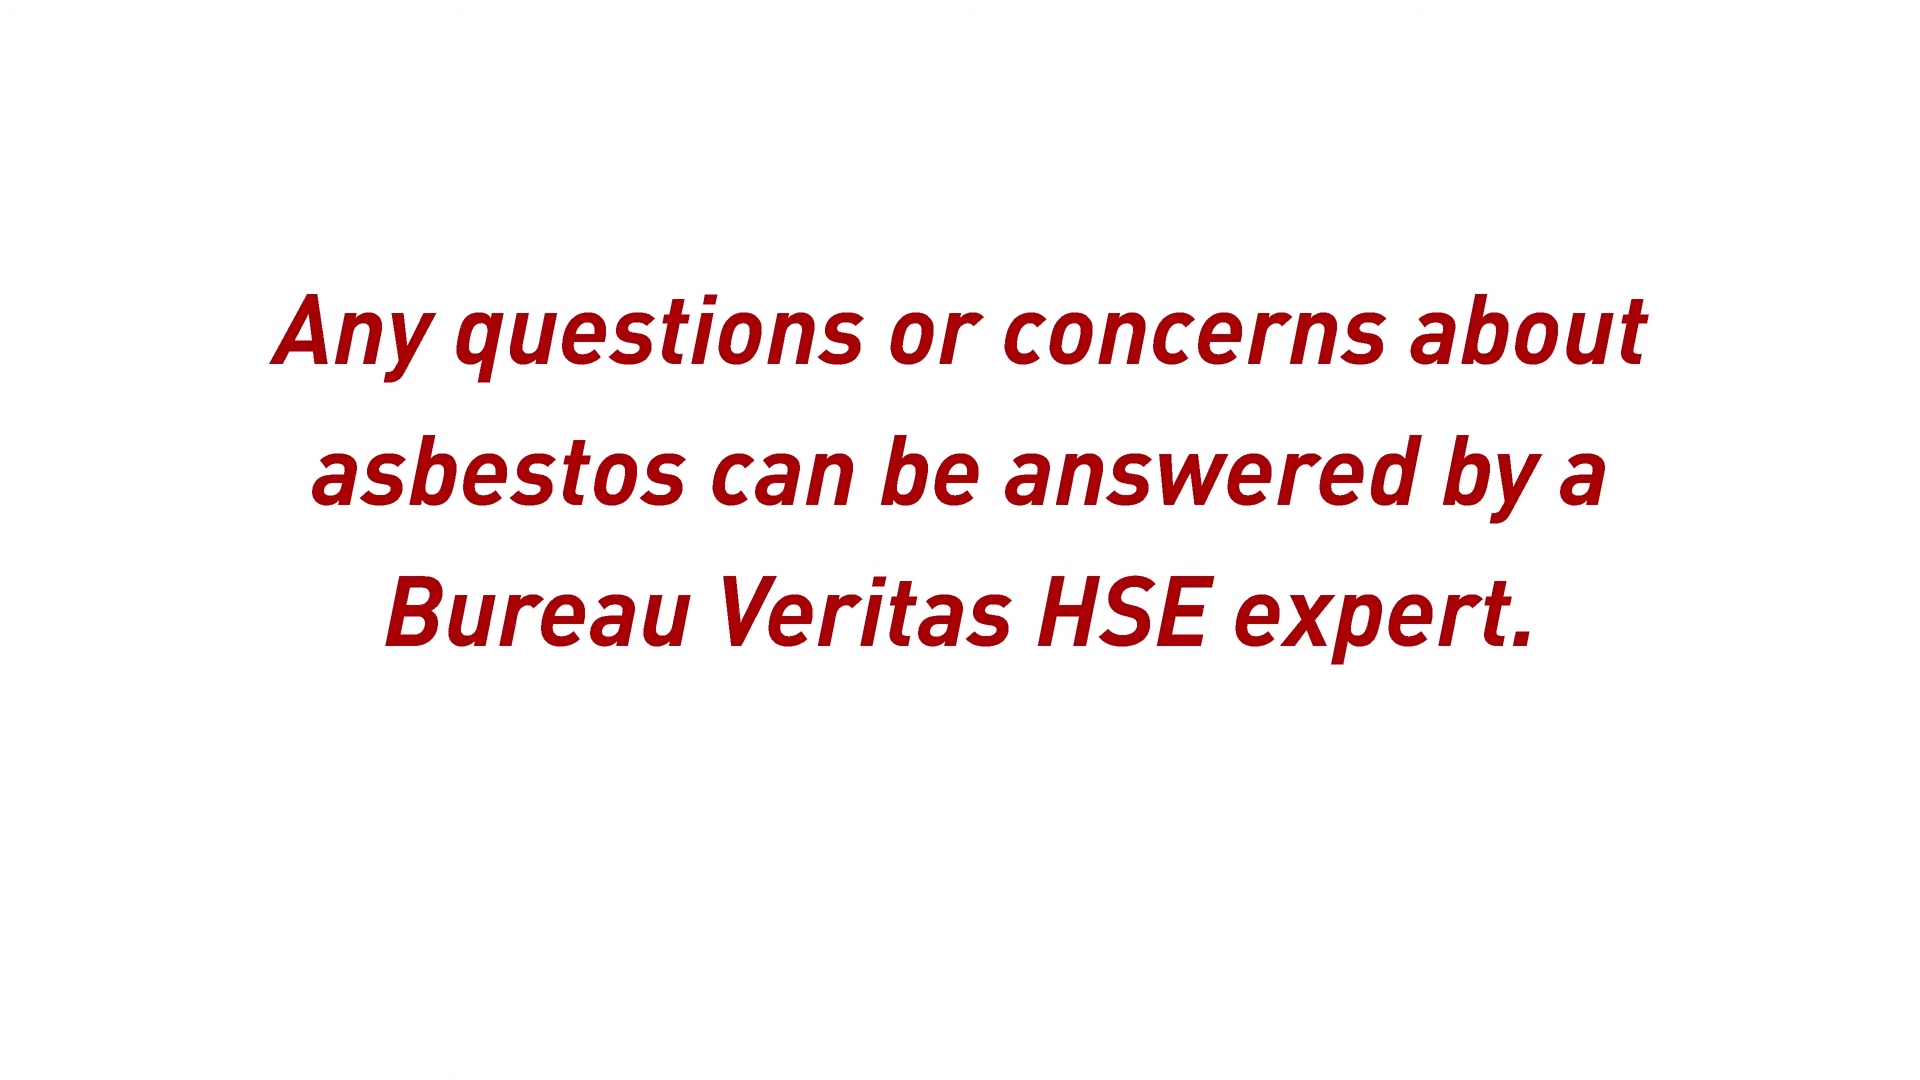 Any questions or concerns about
asbestos can be answered by a
Bureau Veritas HSE expert.